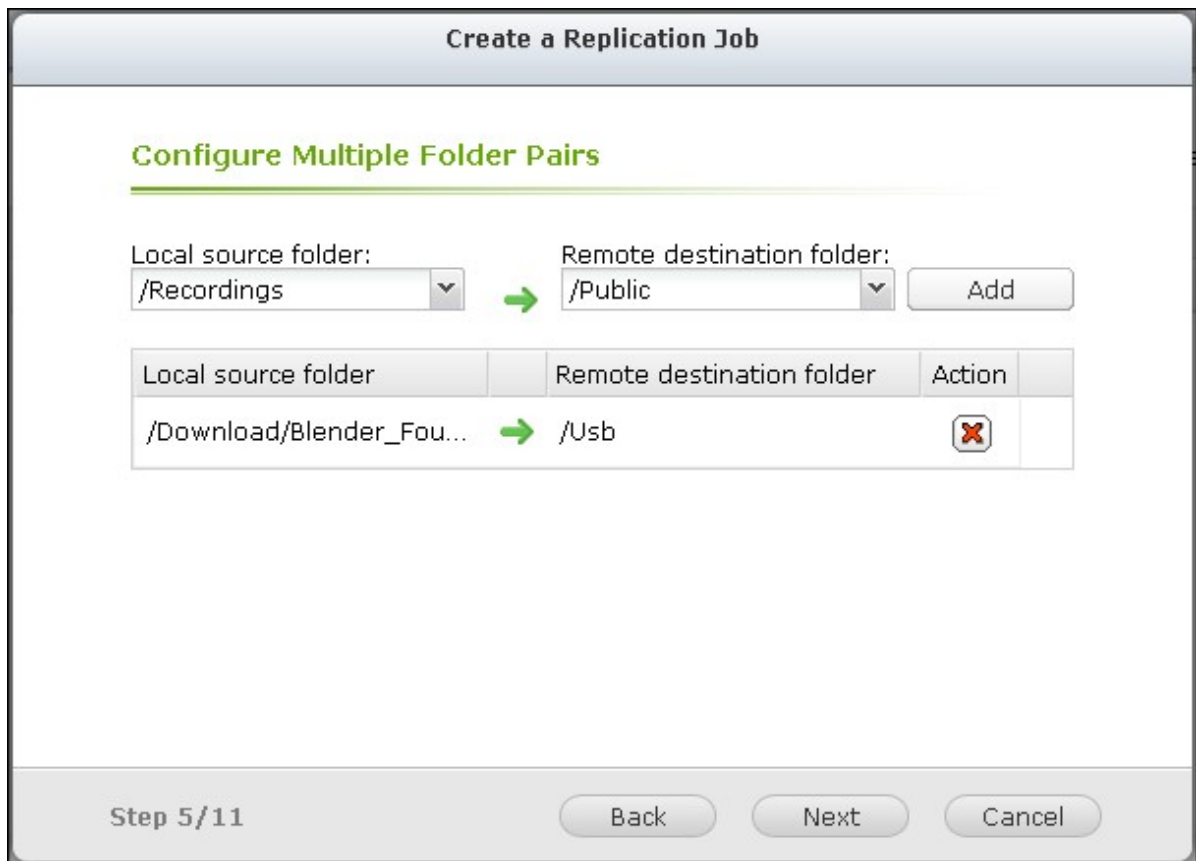 Create a Replication Job
Configure Multiple Folder Pairs
Local source folder: Remote destination folder:
/Recordings /Public Add
Local source folder Remote destination folder Action
/Download/Blender_Fou... /Usb
Step 5/11 Back Next Cancel